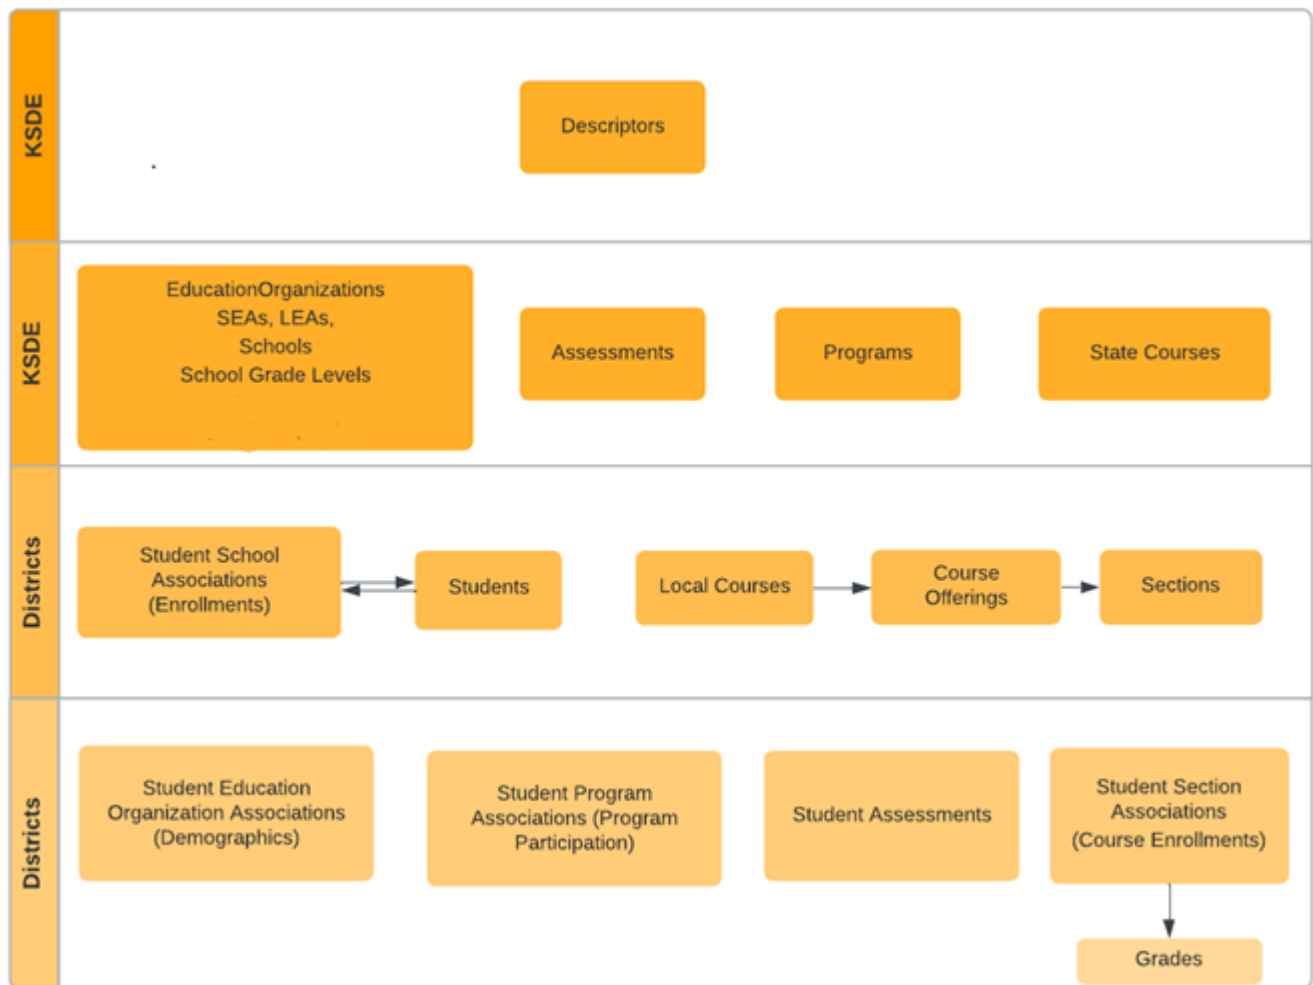 KSDE
Descriptors
KSDE
EducationOrganizations
SEAs, LEAs,
Schools
School Grade Levels
Assessments
Programs
State Courses
Districts
Student School
Associations
(Enrollments)
Students
Local Courses
Course
Offerings
Sections
Districts
Student Education
Organization Associations
(Demographics)
Student Program
Associations (Program
Participation)
Student Assessments
Student Section
Associations
(Course Enrollments)
Grades